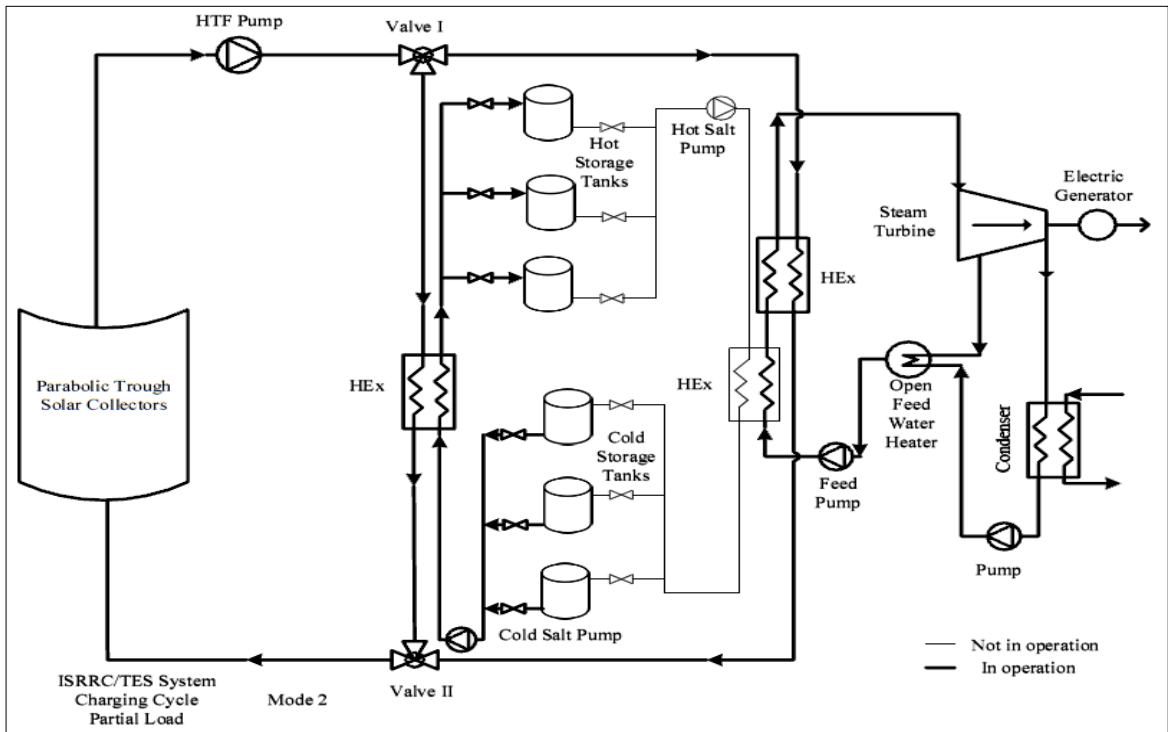 HTF Pump
Valve I
Hot
Storage
Tanks
Hot Salt
Pump
Electric
Generator
Steam
Turbine
HEx
Parabolic Trough
Solar Collectors
HEx
HEx
Open
Feed
Water
Heater
Condenser
Cold
Storage
Tanks
Feed
Pump
Pump
Cold Salt Pump
Not in operation
In operation
ISRRC/TES System
Charging Cycle
Partial Load
Mode 2
Valve II